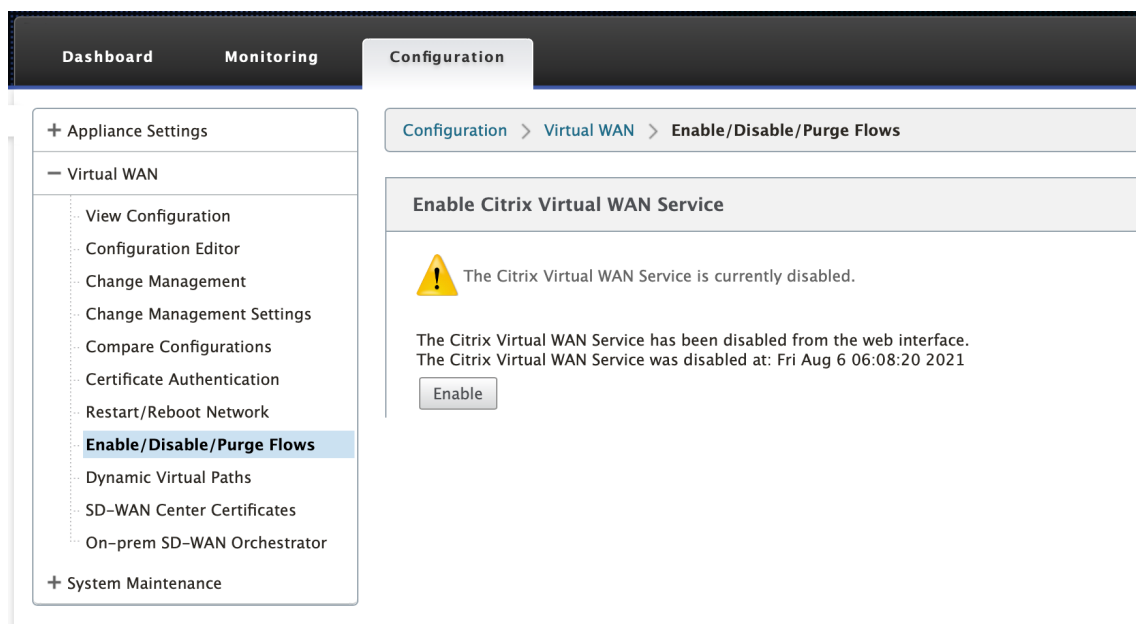 Dashboard Monitoring Configuration
+ Appliance Settings
− Virtual WAN
View Configuration
Configuration Editor
Change Management
Change Management Settings
Compare Configurations
Certificate Authentication
Restart/Reboot Network
Enable/Disable/Purge Flows
Dynamic Virtual Paths
SD-WAN Center Certificates
On-prem SD-WAN Orchestrator
+ System Maintenance
Configuration > Virtual WAN > Enable/Disable/Purge Flows
Enable Citrix Virtual WAN Service
The Citrix Virtual WAN Service is currently disabled.
The Citrix Virtual WAN Service has been disabled from the web interface.
The Citrix Virtual WAN Service was disabled at: Fri Aug 6 06:08:20 2021
Enable